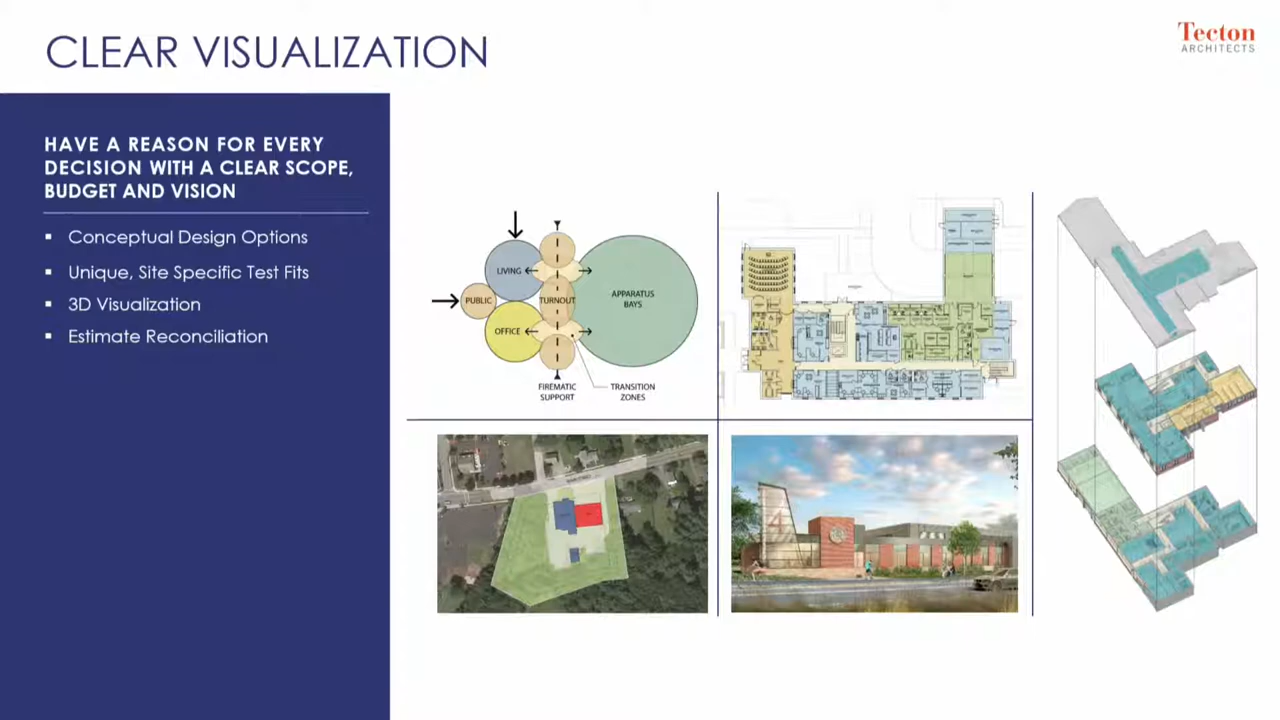 CLEAR VISUALIZATION
Tecton
ARCHITECTS
HAVE A REASON FOR EVERY
DECISION WITH A CLEAR SCOPE,
BUDGET AND VISION
Conceptual Design Options
Unique, Site Specific Test Fits
3D Visualization
Estimate Reconciliation
LIVING
PUBLIC
TURNOUT
OFFICE
APPARATUS
BAYS
FIREMATIC
SUPPORT
TRANSITION
ZONES
4